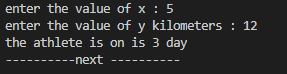 enter the value of x : 5
enter the value of y kilometers : 12
the athlete is on is 3 day
----------next ----------